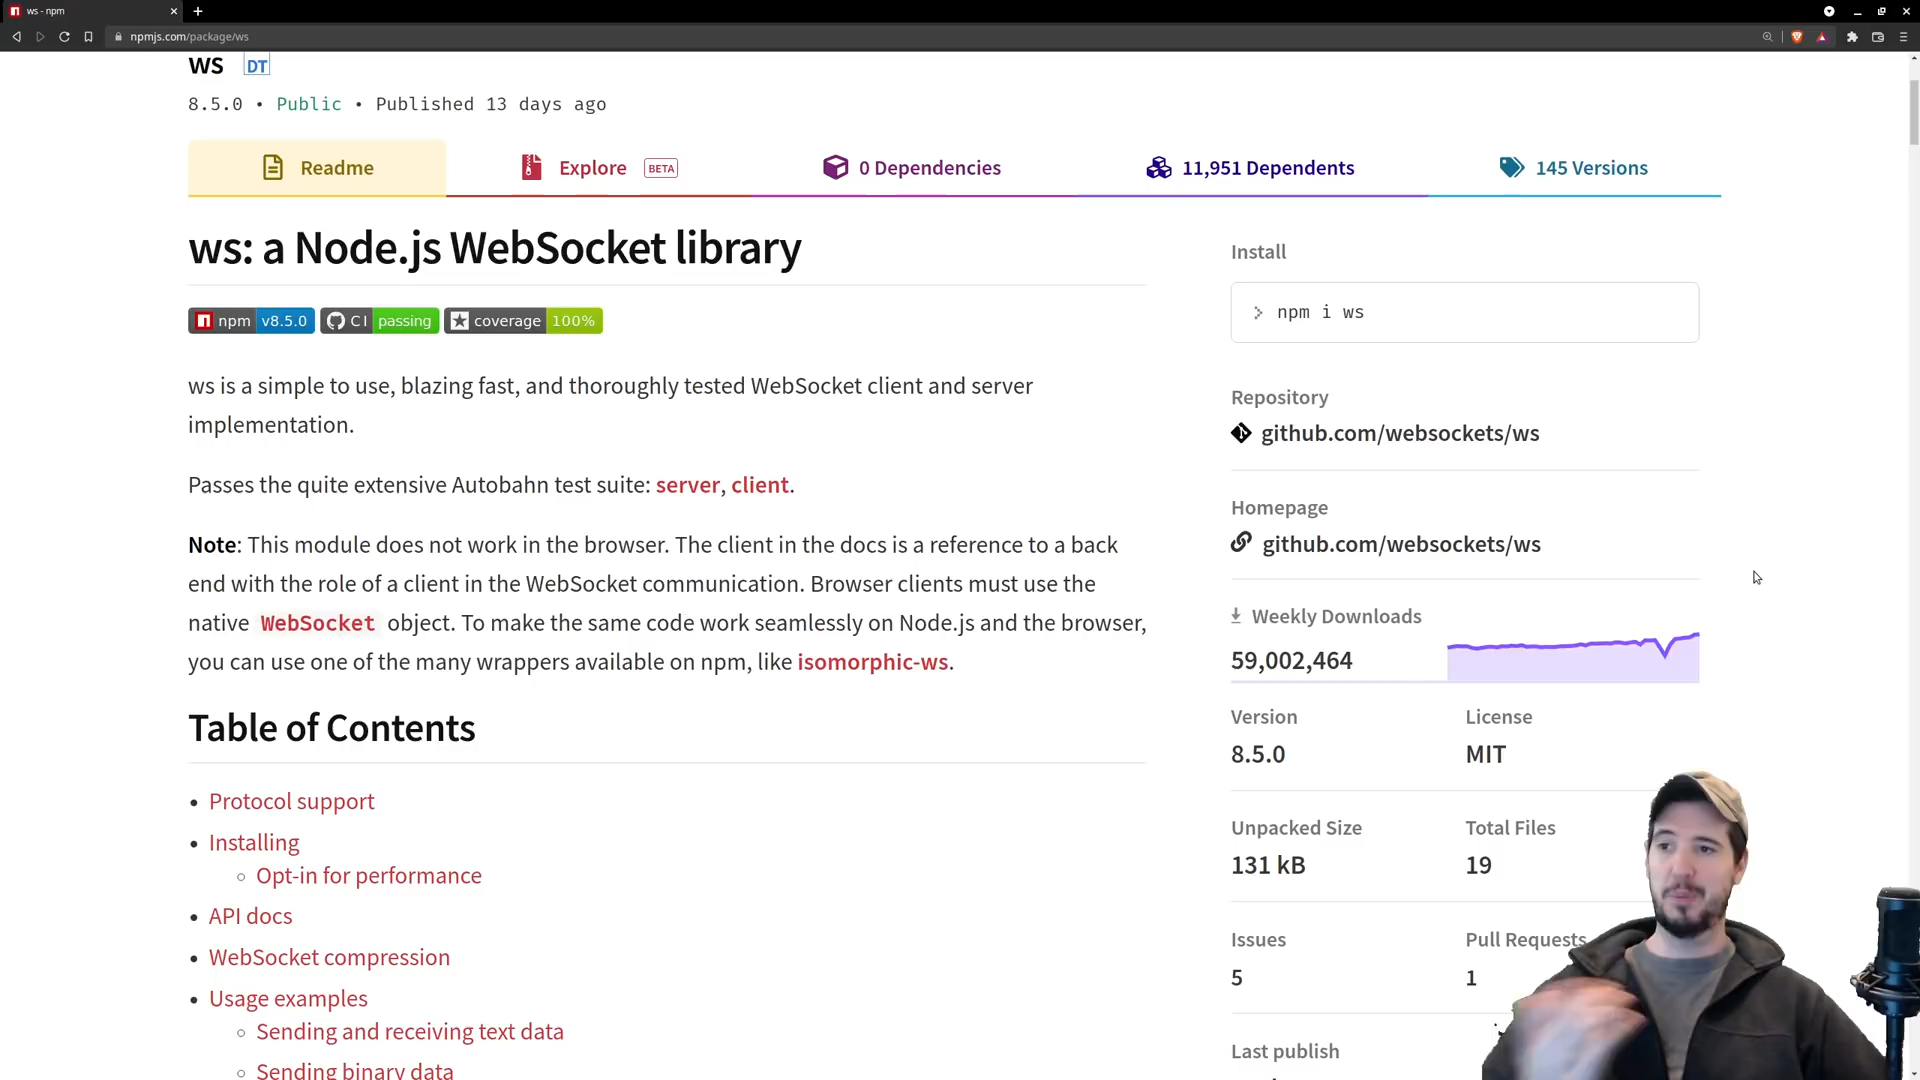 ws - npm
npmjs.com/package/ws
ws DT
8.5.0 • Public • Published 13 days ago
Readme
Explore BETA
0 Dependencies
11,951 Dependents
145 Versions
ws: a Node.js WebSocket library
npm v8.5.0 CI passing coverage 100%
ws is a simple to use, blazing fast, and thoroughly tested WebSocket client and server
implementation.
Passes the quite extensive Autobahn test suite: server, client.
Note: This module does not work in the browser. The client in the docs is a reference to a back
end with the role of a client in the WebSocket communication. Browser clients must use the
native WebSocket object. To make the same code work seamlessly on Node.js and the browser,
you can use one of the many wrappers available on npm, like isomorphic-ws.
Table of Contents
• Protocol support
• Installing
◦ Opt-in for performance
• API docs
• WebSocket compression
• Usage examples
◦ Sending and receiving text data
◦ Sending binary data
Install
> npm i ws
Repository
github.com/websockets/ws
Homepage
github.com/websockets/ws
Weekly Downloads
59,002,464
Version License
8.5.0 MIT
Unpacked Size Total Files
131 kB 19
Issues Pull Requests
5 1
Last publish